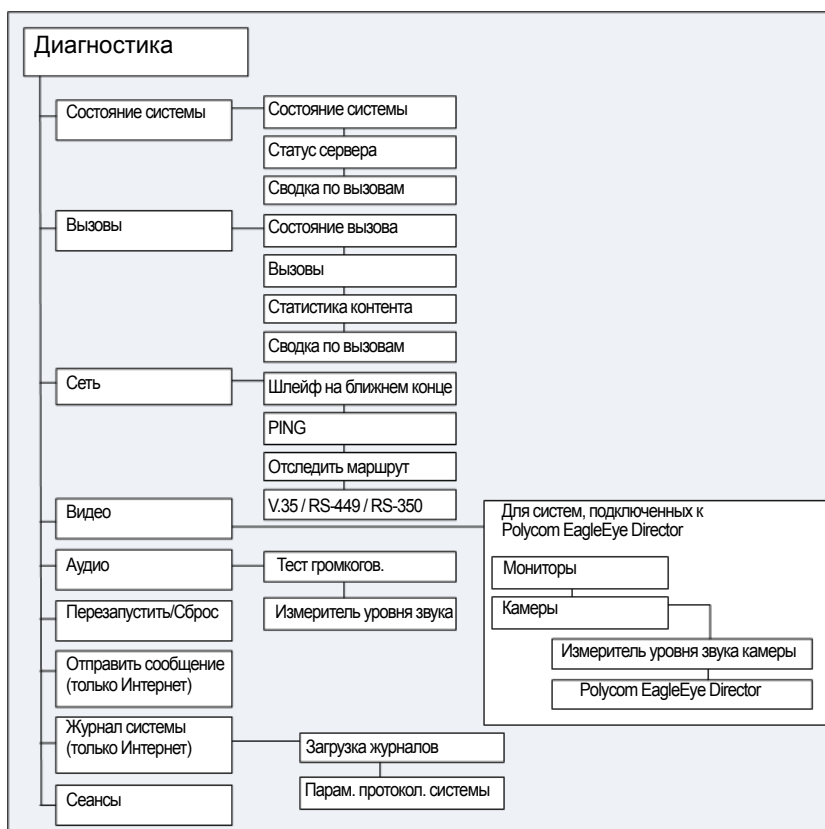 Диагностика
Состояние системы
Состояние системы
Статус сервера
Сводка по вызовам
Вызовы
Состояние вызова
Вызовы
Статистика контента
Сводка по вызовам
Сеть
Шлейф на ближнем конце
PING
Отследить маршрут
V.35 / RS-449 / RS-350
Видео
Для систем, подключенных к
Polycom EagleEye Director
Мониторы
Камеры
Измеритель уровня звука камеры
Polycom EagleEye Director
Аудио
Тест громкогов.
Измеритель уровня звука
Перезапустить/Сброс
Отправить сообщение
(только Интернет)
Журнал системы
(только Интернет)
Загрузка журналов
Парам. протокол. системы
Сеансы